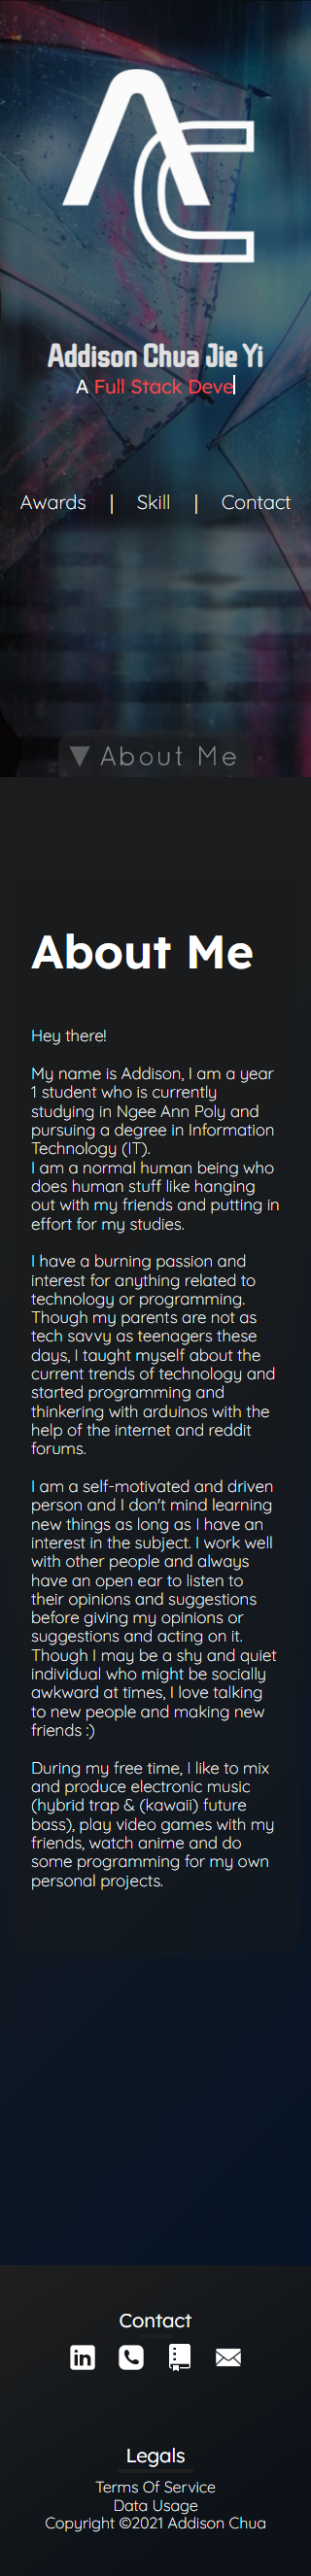 AC
Addison Chua Jie Yi
A Full Stack Deve
Awards | Skill | Contact
▼ About Me
About Me
Hey there!
My name is Addison, I am a year
1 student who is currently
studying in Ngee Ann Poly and
pursuing a degree in Information
Technology (IT).
I am a normal human being who
does human stuff like hanging
out with my friends and putting in
effort for my studies.
I have a burning passion and
interest for anything related to
technology or programming.
Though my parents are not as
tech savvy as teenagers these
days, I taught myself about the
current trends of technology and
started programming and
thinkering with arduinos with the
help of the internet and reddit
forums.
I am a self-motivated and driven
person and I don't mind learning
new things as long as I have an
interest in the subject. I work well
with other people and always
have an open ear to listen to
their opinions and suggestions
before giving my opinions or
suggestions and acting on it.
Though I may be a shy and quiet
individual who might be socially
awkward at times, I love talking
to new people and making new
friends :)
During my free time, I like to mix
and produce electronic music
(hybrid trap & (kawaii) future
bass), play video games with my
friends, watch anime and do
some programming for my own
personal projects.
Contact
in
Legals
Terms Of Service
Data Usage
Copyright ©2021 Addison Chua